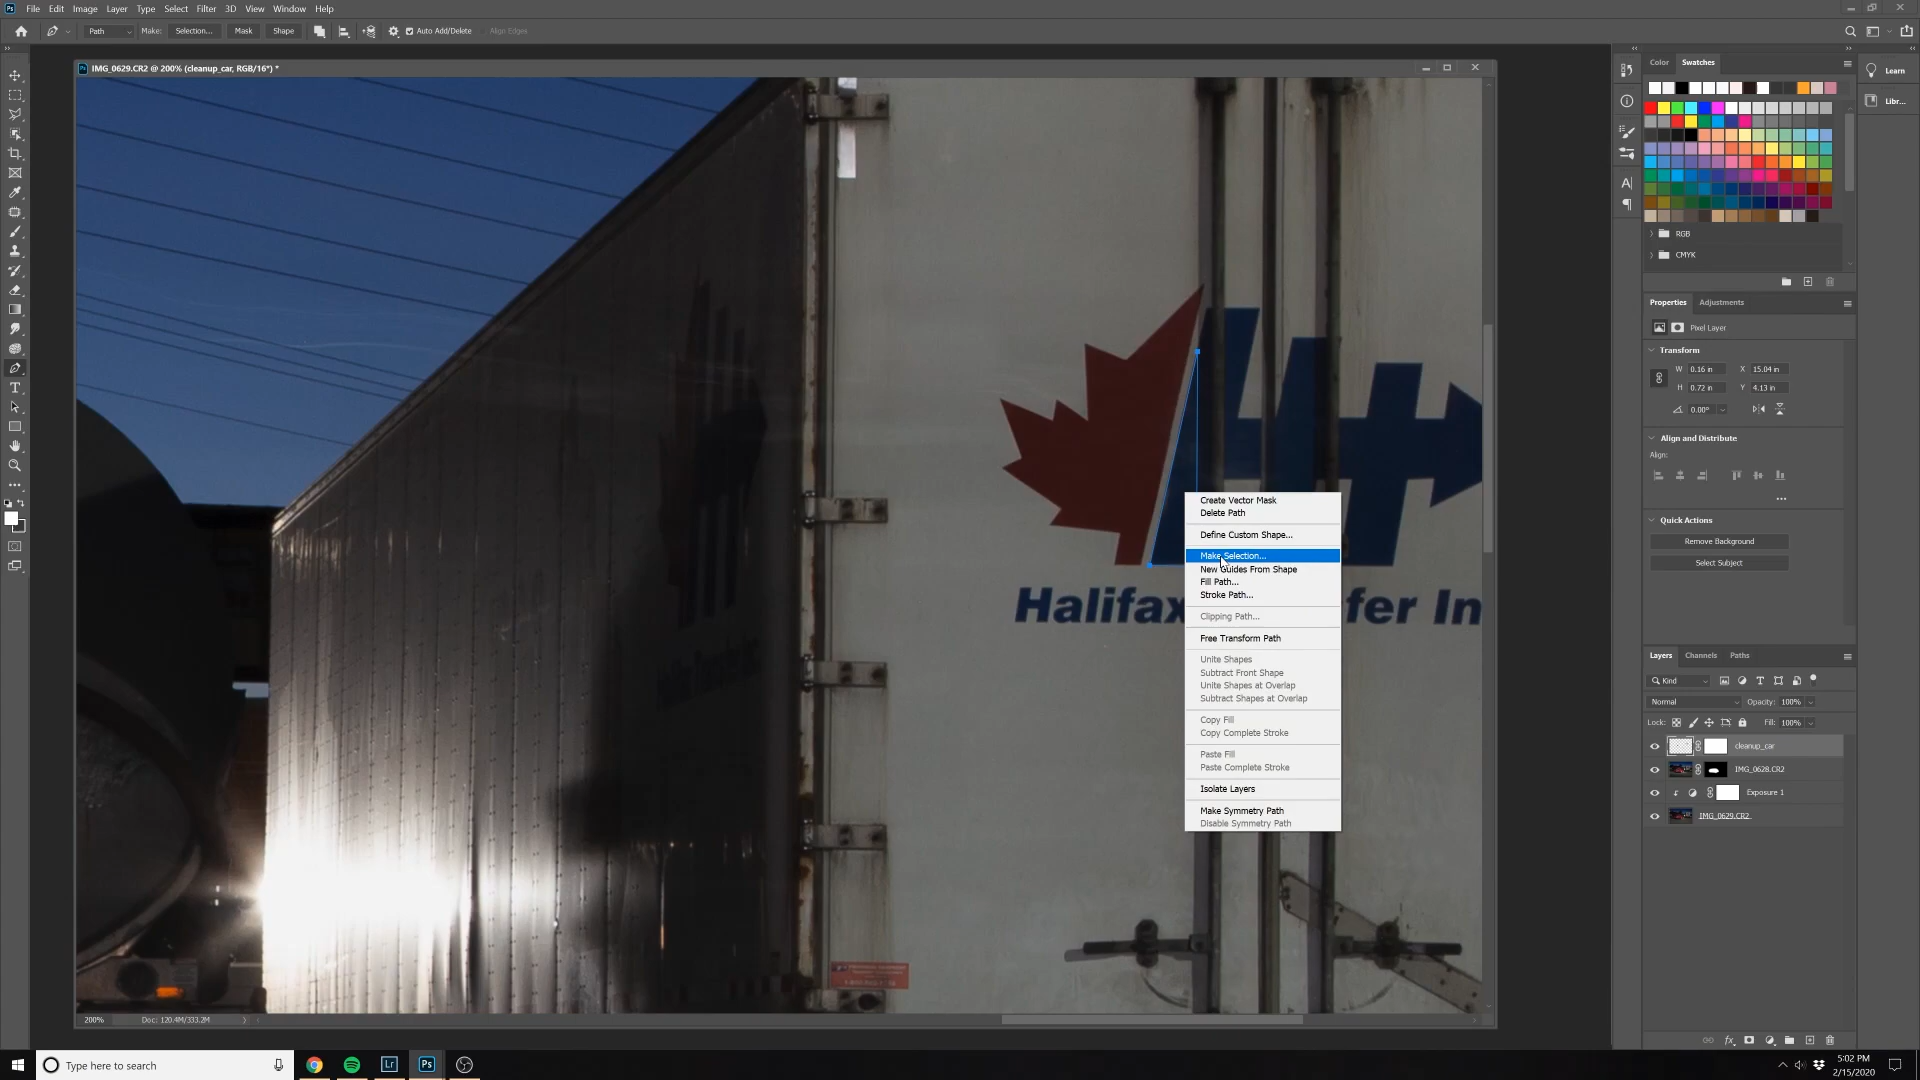 Ps File Edit Image Layer Type Select Filter 3D View Window Help
Path Make: Selection... Mask Shape Auto Add/Delete Align Edges
IMG_0629.CR2 @ 200% (cleanup_car, RGB/16*) *
Color Swatches
Learn
Libr...
RGB
CMYK
Properties Adjustments
Pixel Layer
Transform
W 0.16 in X 15.04 in
H 0.72 in Y 4.13 in
0.00°
Align and Distribute
Align:
Quick Actions
Remove Background
Select Subject
Create Vector Mask
Delete Path
Define Custom Shape...
Make Selection...
New Guides From Shape
Fill Path...
Stroke Path...
Clipping Path...
Free Transform Path
Unite Shapes
Subtract Front Shape
Unite Shapes at Overlap
Subtract Shapes at Overlap
Copy Fill
Copy Complete Stroke
Paste Fill
Paste Complete Stroke
Isolate Layers
Make Symmetry Path
Disable Symmetry Path
Halifax fer In
Layers Channels Paths
Kind
Normal Opacity: 100%
Lock: Fill: 100%
cleanup_car
IMG_0628.CR2
Exposure 1
IMG_0629.CR2
200% Doc: 120.4M/333.2M
Type here to search
Lr Ps
5:02 PM
2/15/2020